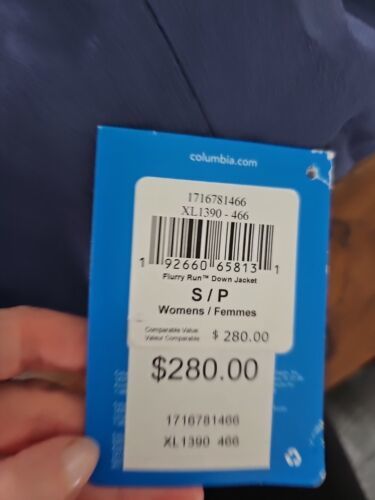 columbia.com
1716781466
XL1390 - 466
1 92660 65813 1
Flurry Run™ Down Jacket
S / P
Womens / Femmes
Comparable Value
Valeur Comparable
$ 280.00
$280.00
1716781466
XL1390 466